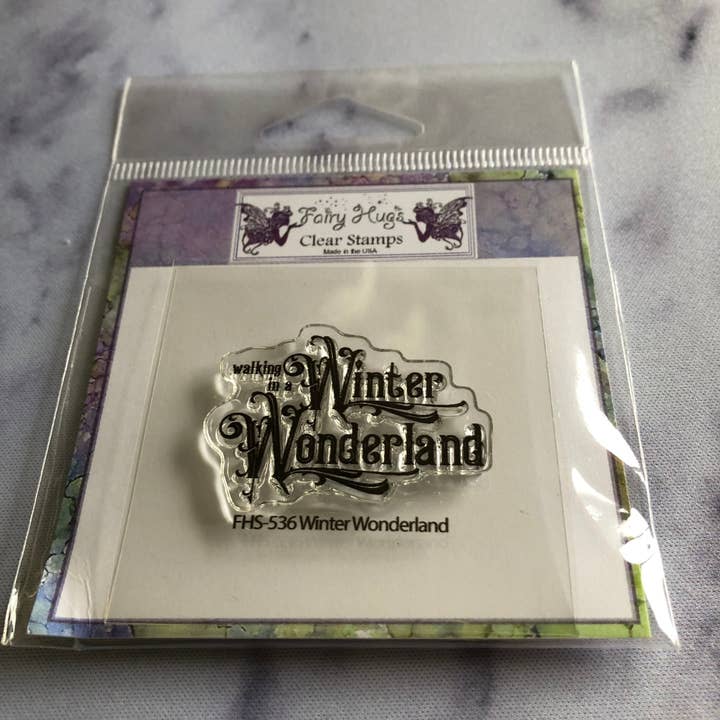 Fairy Hugs
Clear Stamps
Made in the USA
walking
in a
Winter
Wonderland
FHS-536 Winter Wonderland